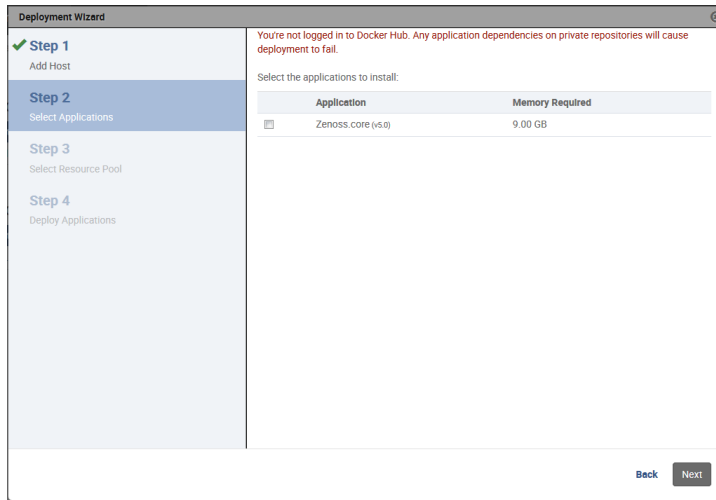 Deployment Wizard
Step 1
Add Host
Step 2
Select Applications
Step 3
Select Resource Pool
Step 4
Deploy Applications
You're not logged in to Docker Hub. Any application dependencies on private repositories will cause
deployment to fail.
Select the applications to install:
Application Memory Required
Zenoss.core (v5.0) 9.00 GB
Back Next